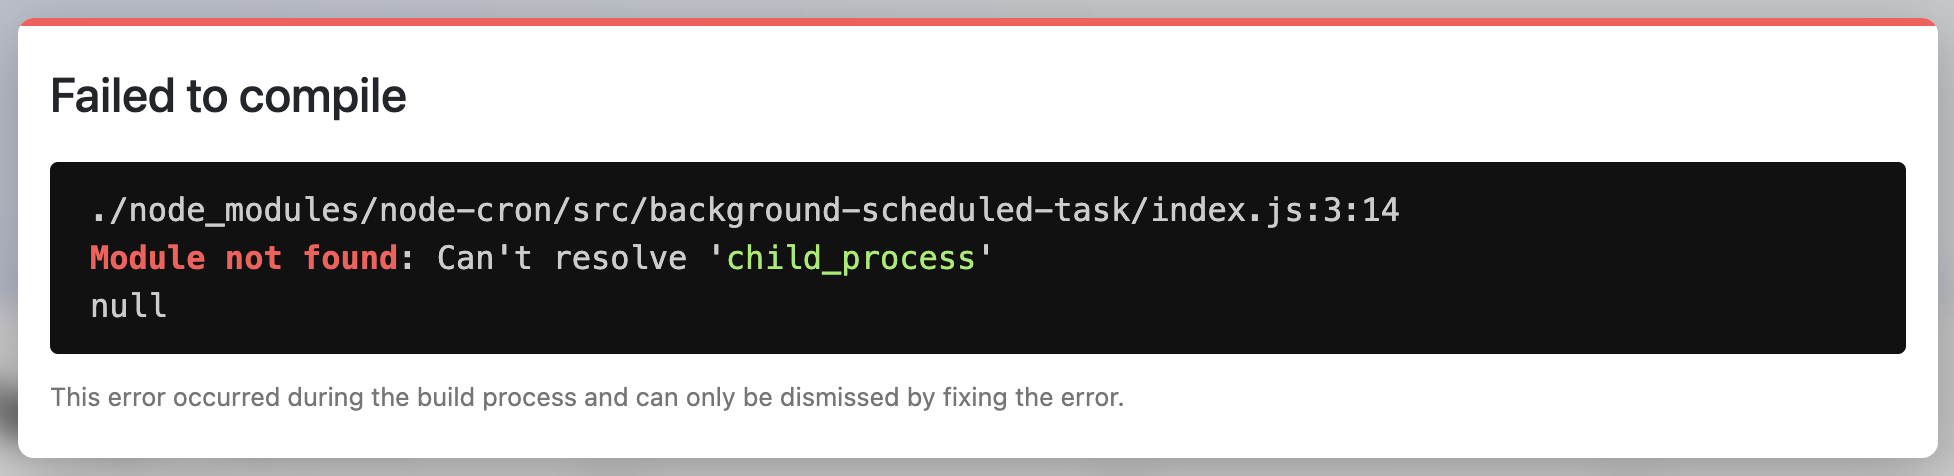 Failed to compile
./node_modules/node-cron/src/background-scheduled-task/index.js:3:14
Module not found: Can't resolve 'child_process'
null
This error occurred during the build process and can only be dismissed by fixing the error.